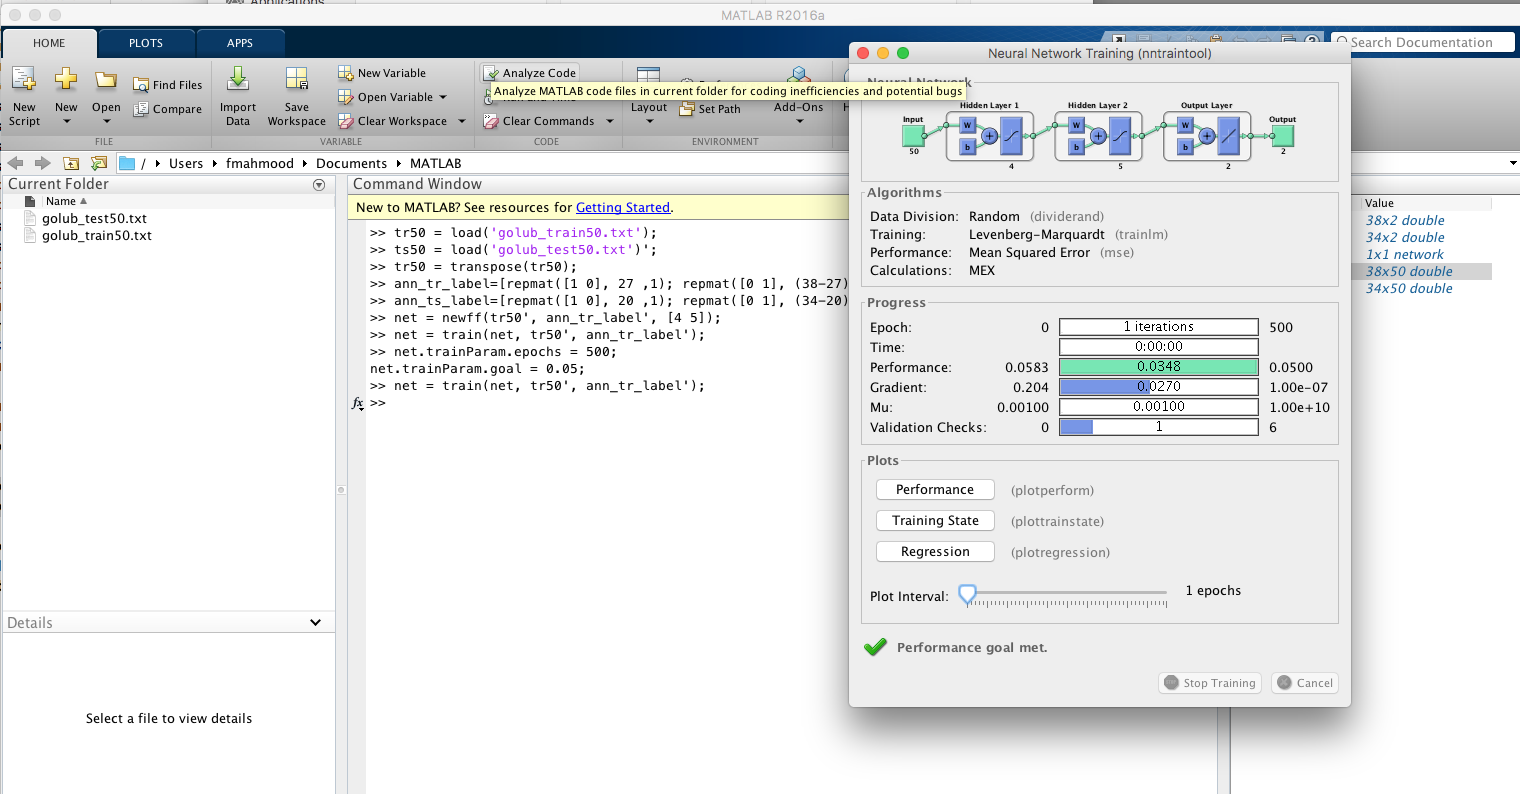 Applications
MATLAB R2016a
HOME
PLOTS
APPS
Search Documentation
New Script
New
Open
Find Files
Compare
Import Data
Save Workspace
New Variable
Open Variable
Clear Workspace
Analyze Code
Clear Commands
Layout
Set Path
Add-Ons
Analyze MATLAB code files in current folder for coding inefficiencies and potential bugs
FILE
VARIABLE
CODE
ENVIRONMENT
/ Users fmahmood Documents MATLAB
Current Folder
Name
golub_test50.txt
golub_train50.txt
Details
Select a file to view details
Command Window
New to MATLAB? See resources for Getting Started.
>> tr50 = load('golub_train50.txt');
>> ts50 = load('golub_test50.txt')';
>> tr50 = transpose(tr50);
>> ann_tr_label=[repmat([1 0], 27 ,1); repmat([0 1], (38-27)
>> ann_ts_label=[repmat([1 0], 20 ,1); repmat([0 1], (34-20)
>> net = newff(tr50', ann_tr_label', [4 5]);
>> net = train(net, tr50', ann_tr_label');
>> net.trainParam.epochs = 500;
net.trainParam.goal = 0.05;
>> net = train(net, tr50', ann_tr_label');
fx >>
Neural Network Training (nntraintool)
Neural Network
Hidden Layer 1
Hidden Layer 2
Output Layer
Input
Output
W
W
W
b
b
b
50
4
5
2
2
Algorithms
Data Division: Random (dividerand)
Training: Levenberg-Marquardt (trainlm)
Performance: Mean Squared Error (mse)
Calculations: MEX
Progress
Epoch: 0 1 iterations 500
Time: 0:00:00
Performance: 0.0583 0.0348 0.0500
Gradient: 0.204 0.0270 1.00e-07
Mu: 0.00100 0.00100 1.00e+10
Validation Checks: 0 1 6
Plots
Performance (plotperform)
Training State (plottrainstate)
Regression (plotregression)
Plot Interval: 1 epochs
Performance goal met.
Stop Training
Cancel
Value
38x2 double
34x2 double
1x1 network
38x50 double
34x50 double